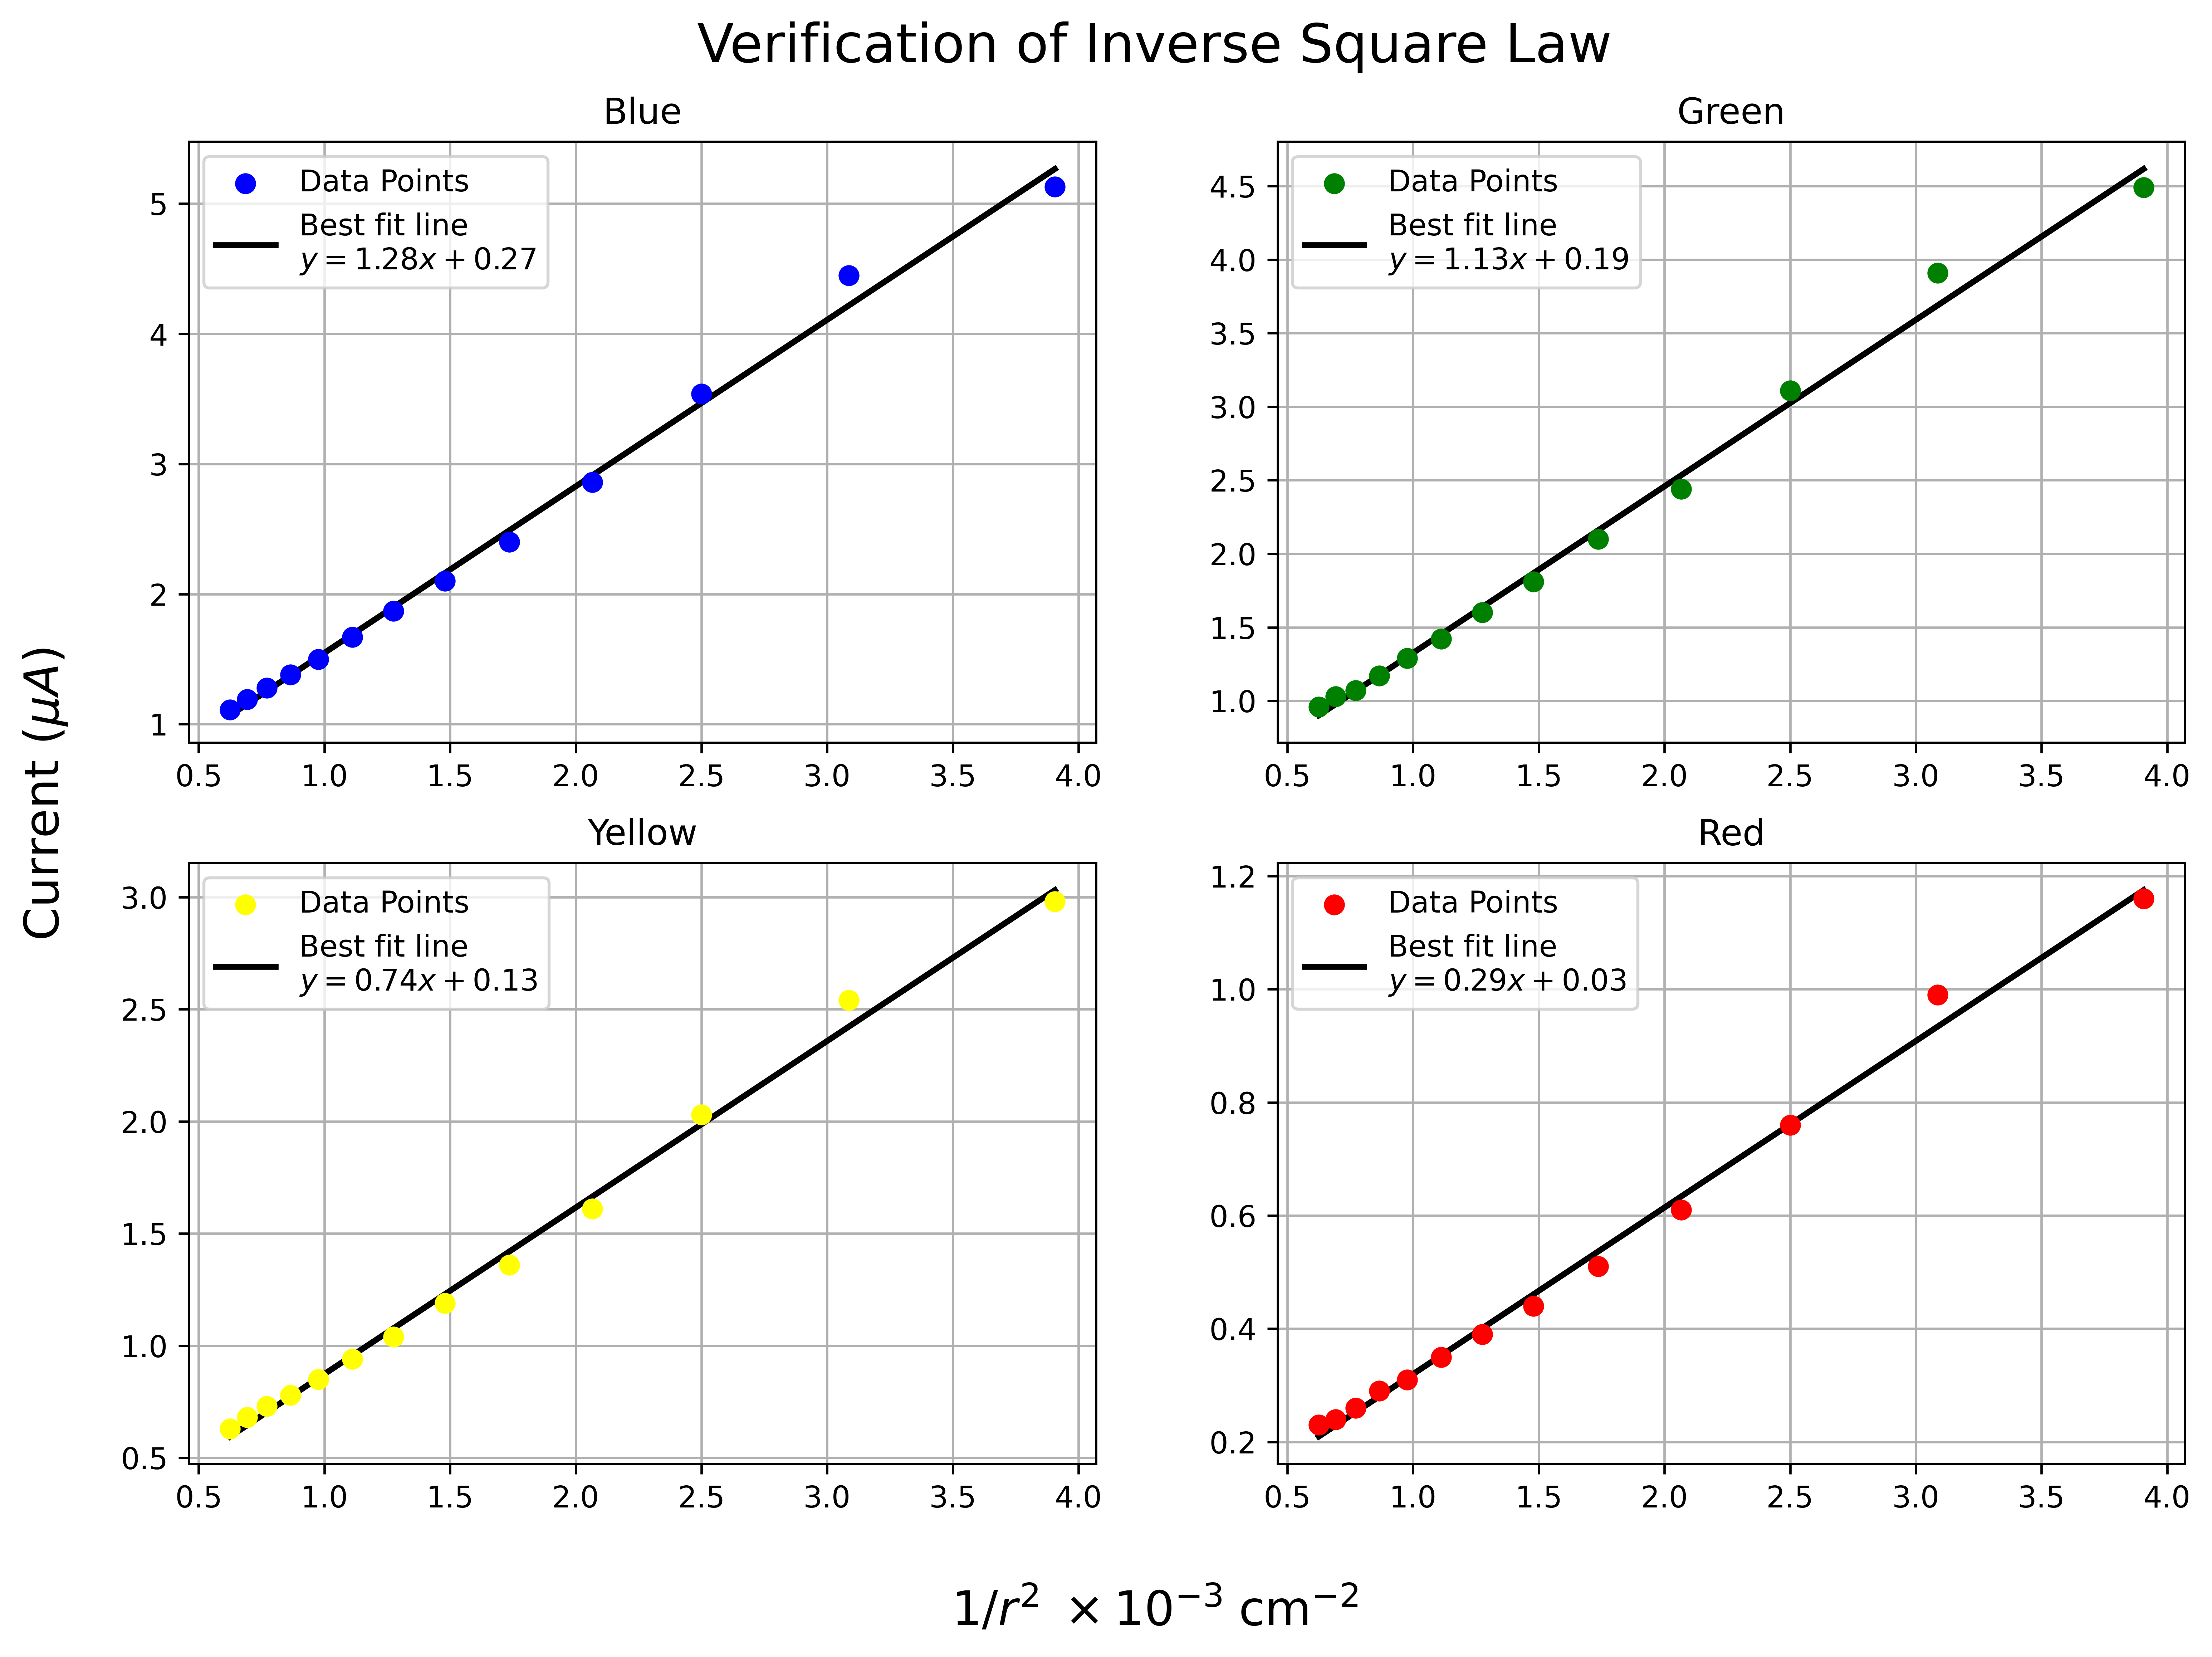 Verification of Inverse Square Law
Blue
Data Points
Best fit line
y = 1.28x + 0.27
5
4
3
2
1
0.5 1.0 1.5 2.0 2.5 3.0 3.5 4.0
Green
Data Points
Best fit line
y = 1.13x + 0.19
4.5
4.0
3.5
3.0
2.5
2.0
1.5
1.0
0.5 1.0 1.5 2.0 2.5 3.0 3.5 4.0
Current (μA)
Yellow
Data Points
Best fit line
y = 0.74x + 0.13
3.0
2.5
2.0
1.5
1.0
0.5
0.5 1.0 1.5 2.0 2.5 3.0 3.5 4.0
Red
Data Points
Best fit line
y = 0.29x + 0.03
1.2
1.0
0.8
0.6
0.4
0.2
0.5 1.0 1.5 2.0 2.5 3.0 3.5 4.0
1/r² × 10⁻³ cm⁻²